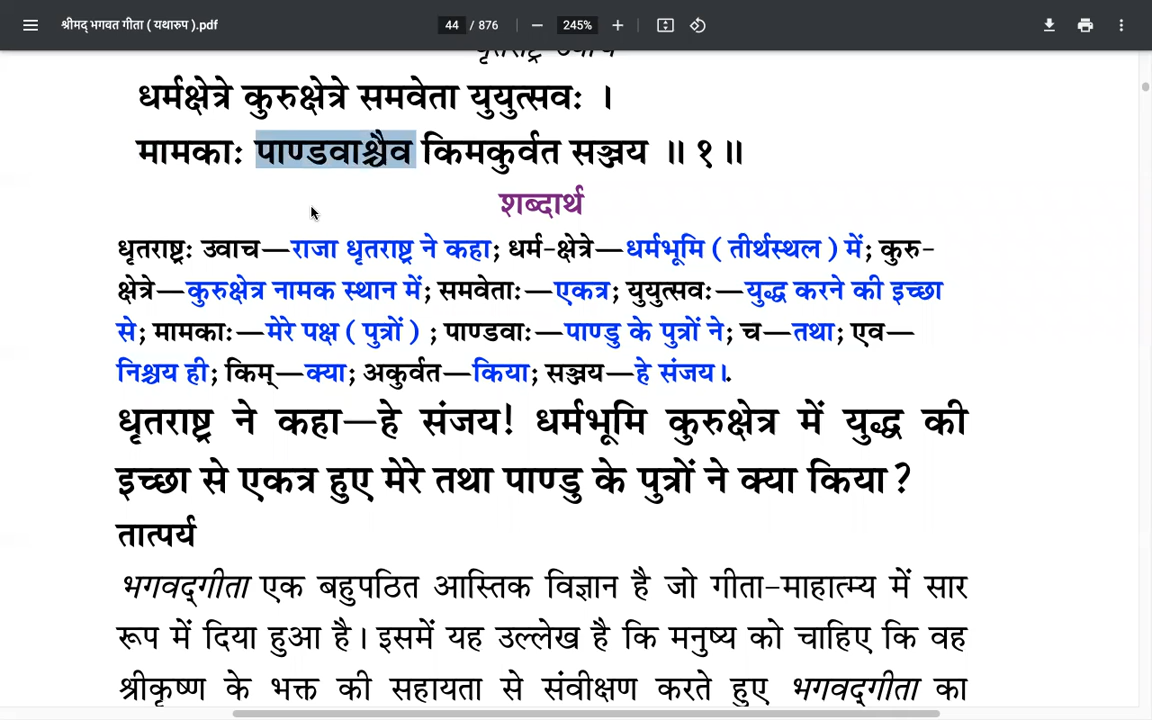 श्रीमद् भगवत गीता ( यथारुप ).pdf
44 / 876
245%
धृतराष्ट्र उवाच
धर्मक्षेत्रे कुरुक्षेत्रे समवेता युयुत्सवः ।
मामकाः पाण्डवाश्चैव किमकुर्वत सञ्जय ॥ १॥
शब्दार्थ
धृतराष्ट्रः उवाच—राजा धृतराष्ट्र ने कहा; धर्म-क्षेत्रे—धर्मभूमि ( तीर्थस्थल ) में; कुरु-
क्षेत्रे—कुरुक्षेत्र नामक स्थान में; समवेताः—एकत्र; युयुत्सवः—युद्ध करने की इच्छा
से; मामकाः—मेरे पक्ष ( पुत्रों ) ; पाण्डवाः—पाण्डु के पुत्रों ने; च—तथा; एव—
निश्चय ही; किम्—क्या; अकुर्वत—किया; सञ्जय—हे संजय।.
धृतराष्ट्र ने कहा—हे संजय! धर्मभूमि कुरुक्षेत्र में युद्ध की
इच्छा से एकत्र हुए मेरे तथा पाण्डु के पुत्रों ने क्या किया?
तात्पर्य
भगवद्‌गीता एक बहुपठित आस्तिक विज्ञान है जो गीता-माहात्म्य में सार
रूप में दिया हुआ है। इसमें यह उल्लेख है कि मनुष्य को चाहिए कि वह
श्रीकृष्ण के भक्त की सहायता से संवीक्षण करते हुए भगवद्‌गीता का